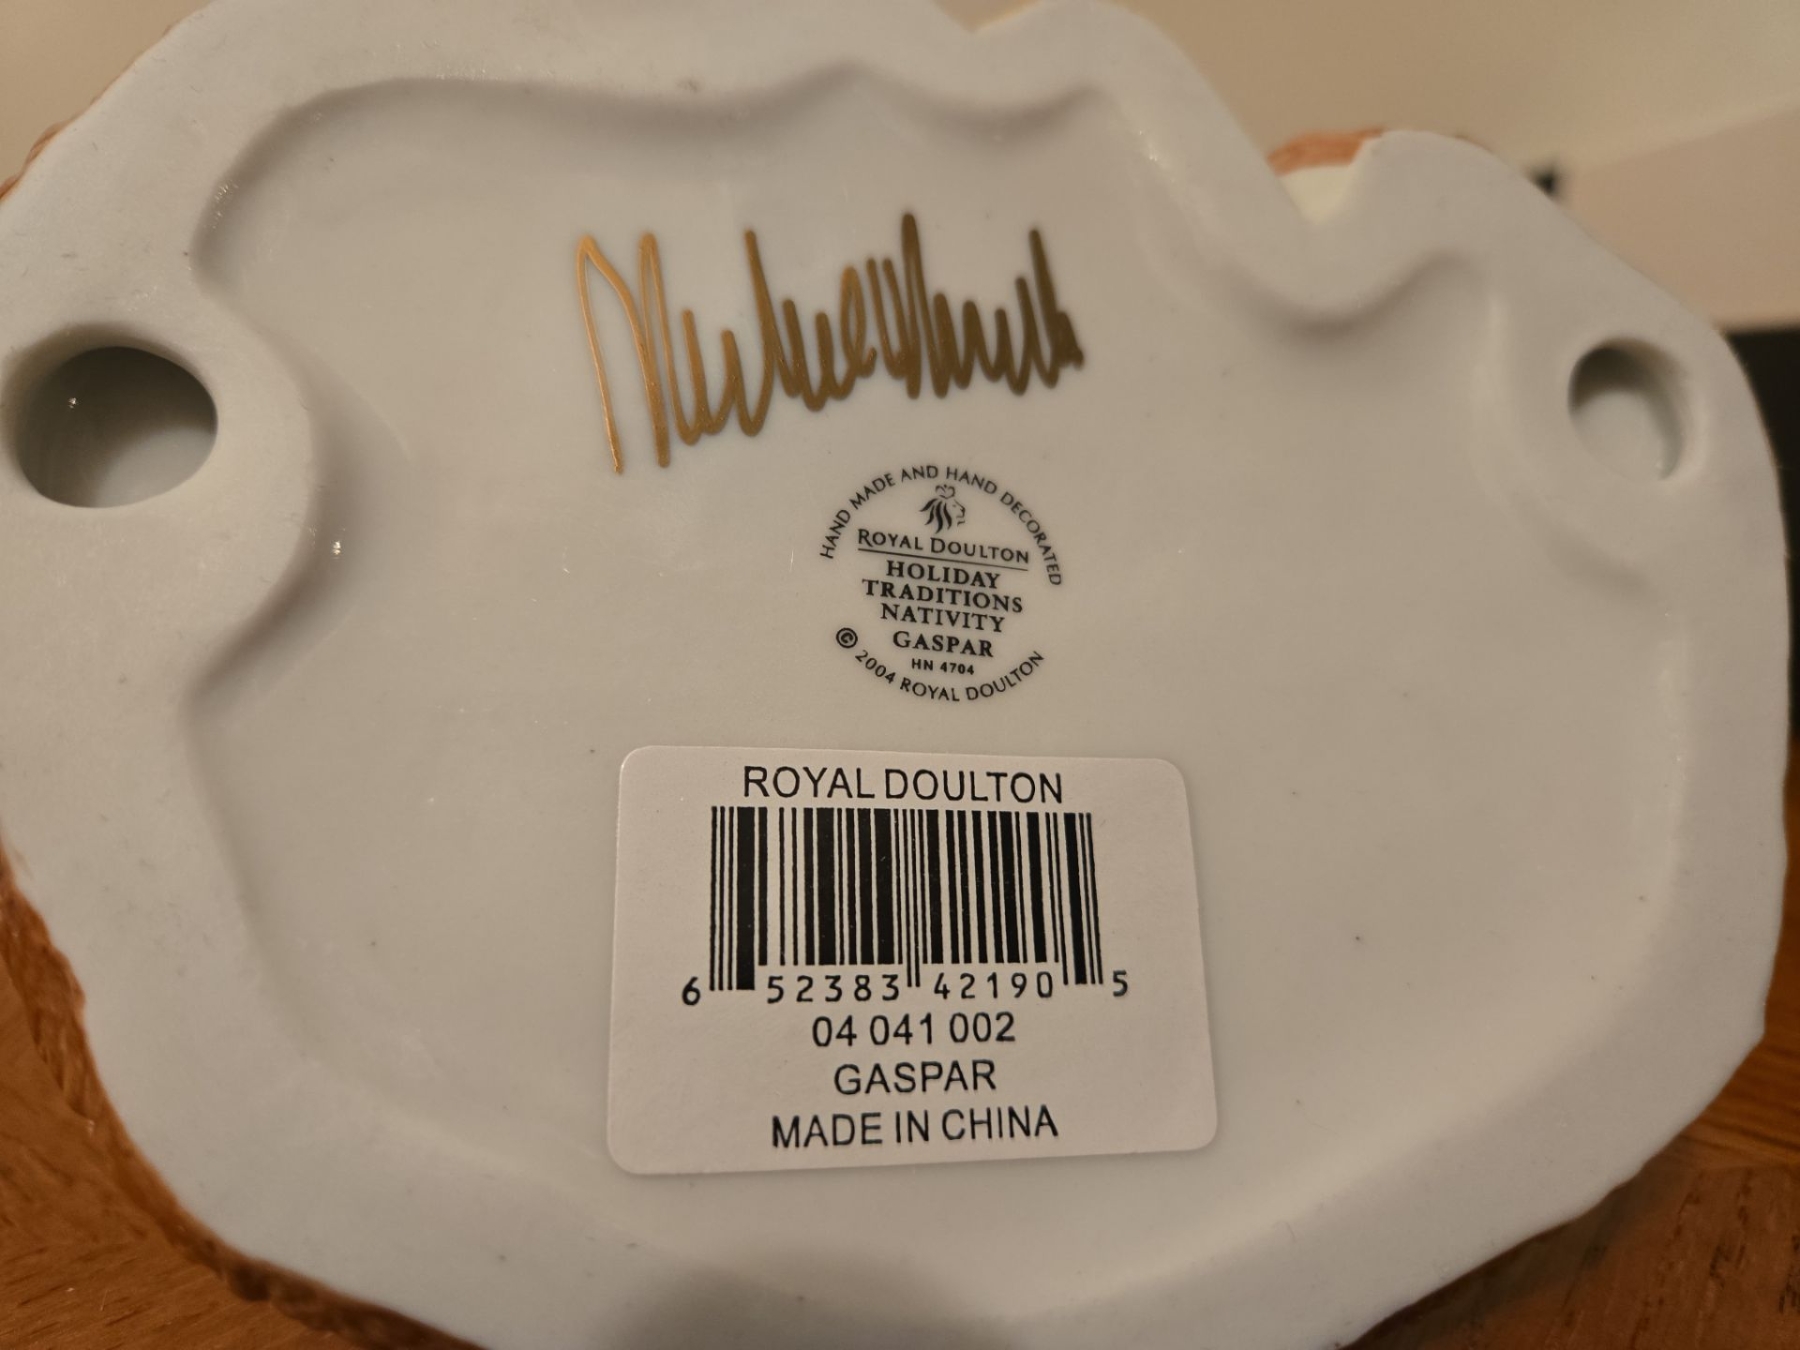 HAND MADE AND HAND DECORATED
ROYAL DOULTON
HOLIDAY
TRADITIONS
NATIVITY
GASPAR
HN 4704
© 2004 ROYAL DOULTON
ROYAL DOULTON
6 52383 42190 5
04 041 002
GASPAR
MADE IN CHINA